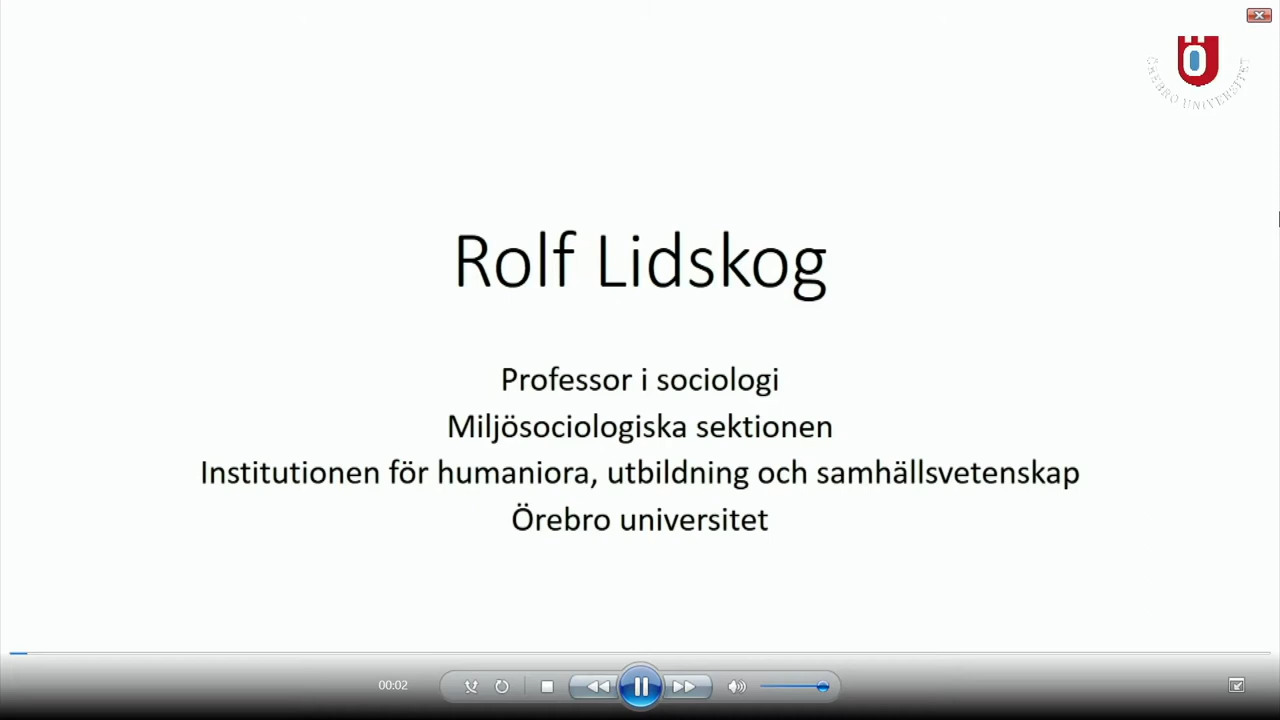 ÖREBRO UNIVERSITET
Rolf Lidskog
Professor i sociologi
Miljösociologiska sektionen
Institutionen för humaniora, utbildning och samhällsvetenskap
Örebro universitet
00:02